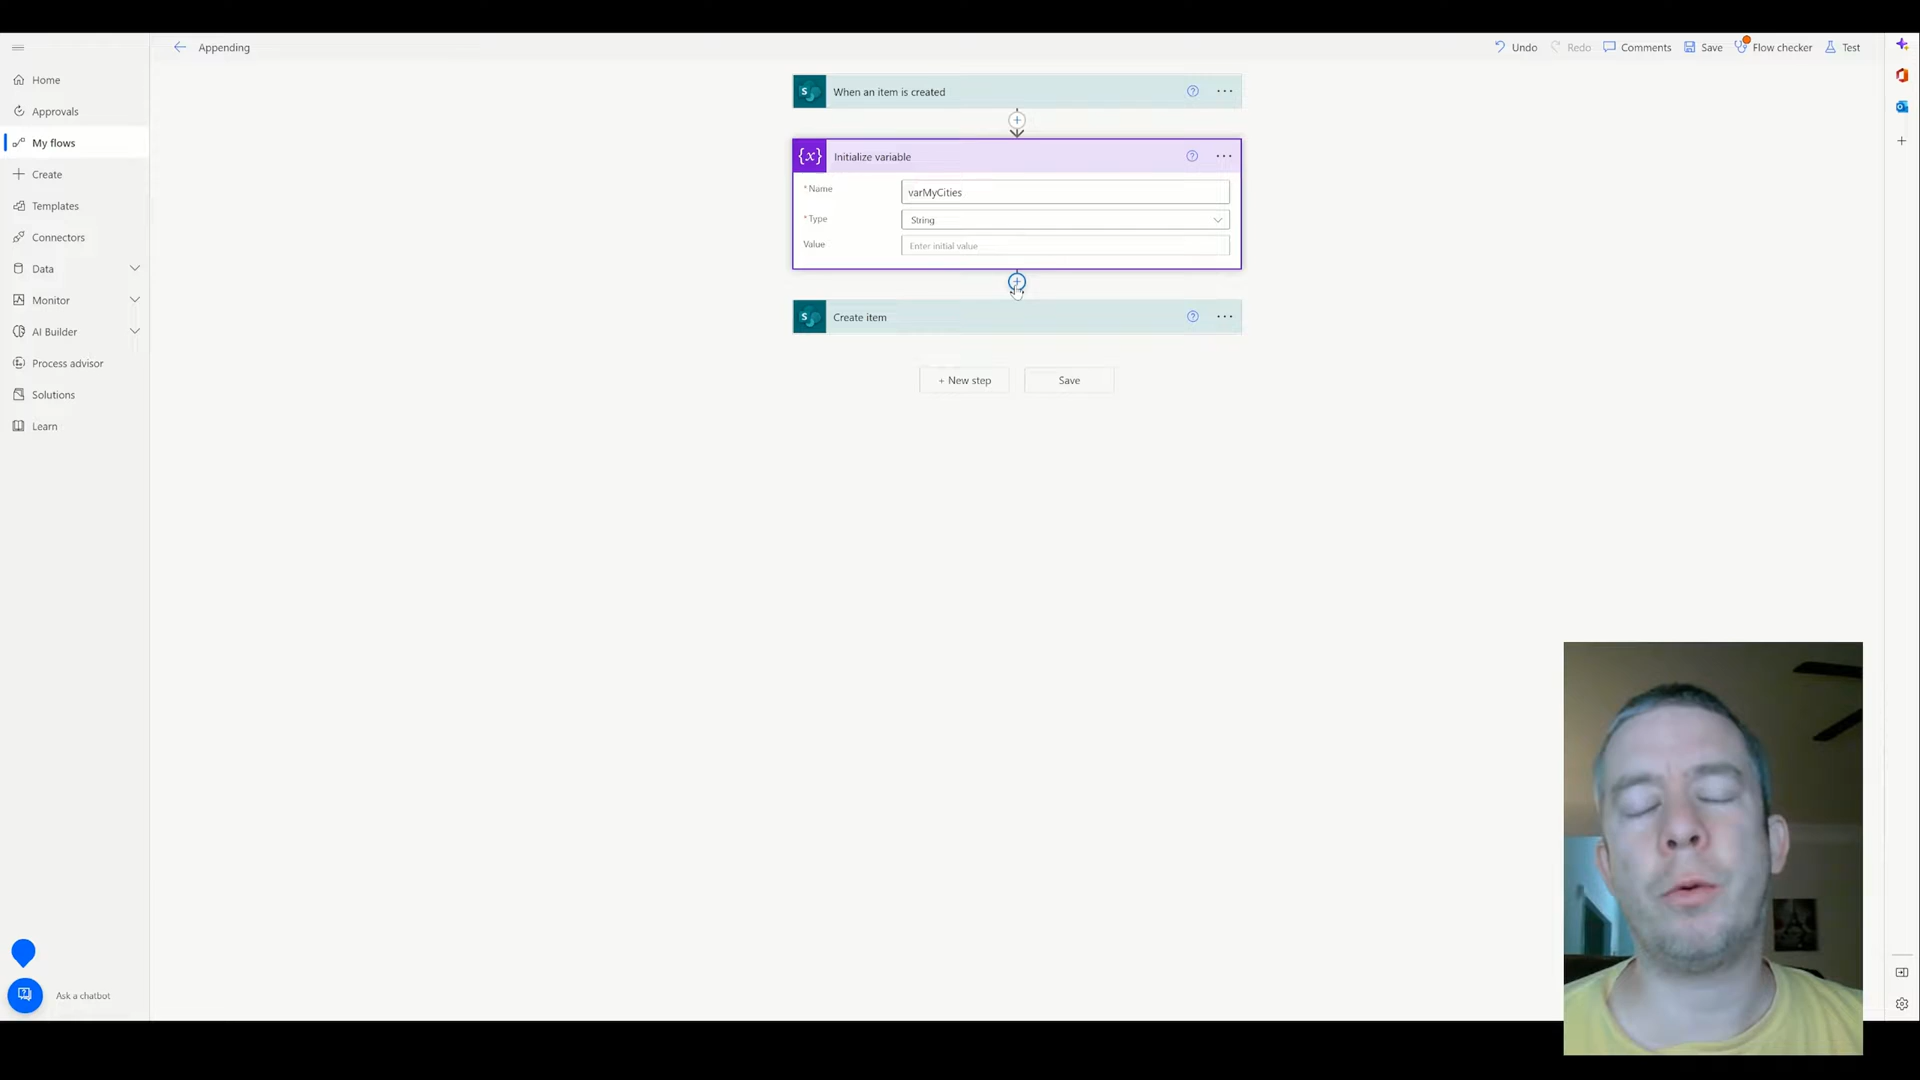 Appending
Undo
Redo
Comments
Save
Flow checker
Test
Home
Approvals
My flows
Create
Templates
Connectors
Data
Monitor
AI Builder
Process advisor
Solutions
Learn
When an item is created
{x} Initialize variable
* Name varMyCities
* Type String
Value Enter initial value
Create item
+ New step
Save
Ask a chatbot